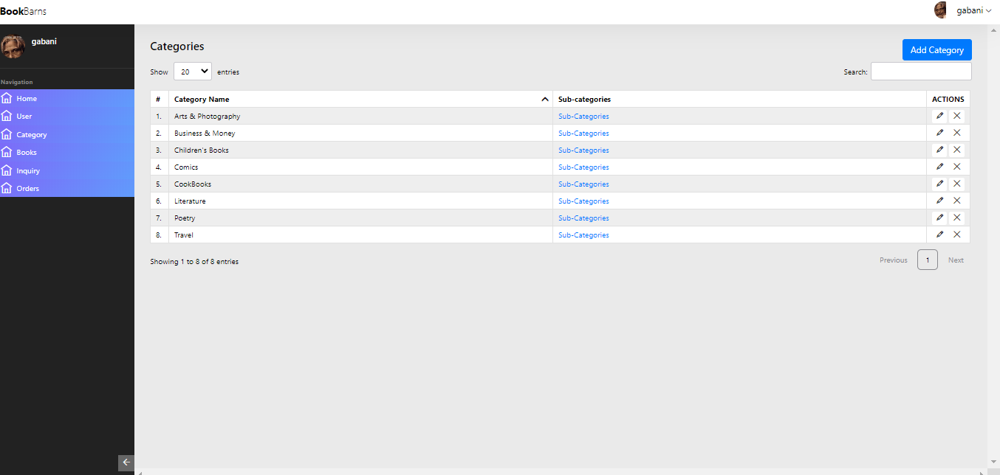 BookBarns
gabani
gabani
Navigation
Home
User
Category
Books
Inquiry
Orders
Categories
Add Category
Show 20 entries
Search:
# Category Name Sub-categories ACTIONS
1. Arts & Photography Sub-Categories
2. Business & Money Sub-Categories
3. Children's Books Sub-Categories
4. Comics Sub-Categories
5. CookBooks Sub-Categories
6. Literature Sub-Categories
7. Poetry Sub-Categories
8. Travel Sub-Categories
Showing 1 to 8 of 8 entries
Previous 1 Next